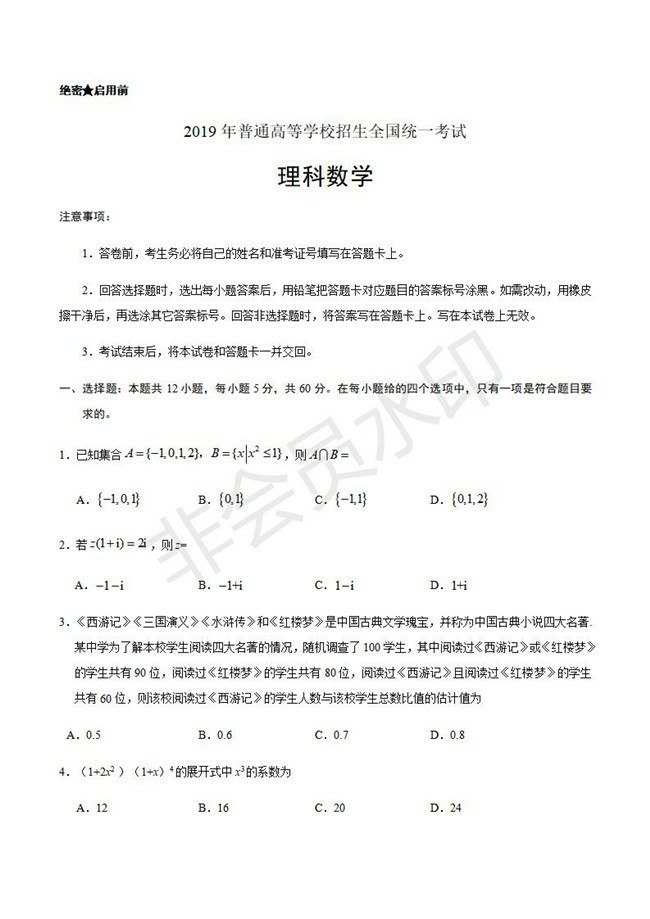 绝密★启用前
2019 年普通高等学校招生全国统一考试
理科数学
注意事项：
1．答卷前，考生务必将自己的姓名和准考证号填写在答题卡上。
2．回答选择题时，选出每小题答案后，用铅笔把答题卡对应题目的答案标号涂黑。如需改动，用橡皮
擦干净后，再选涂其它答案标号。回答非选择题时，将答案写在答题卡上。写在本试卷上无效。
3．考试结束后，将本试卷和答题卡一并交回。
一、选择题：本题共 12 小题，每小题 5 分，共 60 分。在每小题给的四个选项中，只有一项是符合题目要
求的。
1．已知集合 A={−1,0,1,2}，B={x|x²≤1}，则 A∩B=
A．{−1,0,1} B．{0,1} C．{−1,1} D．{0,1,2}
2．若 z(1+i)=2i，则 z=
A．−1−i B．−1+i C．1−i D．1+i
3．《西游记》《三国演义》《水浒传》和《红楼梦》是中国古典文学瑰宝，并称为中国古典小说四大名著.
某中学为了解本校学生阅读四大名著的情况，随机调查了 100 学生，其中阅读过《西游记》或《红楼梦》
的学生共有 90 位，阅读过《红楼梦》的学生共有 80 位，阅读过《西游记》且阅读过《红楼梦》的学生
共有 60 位，则该校阅读过《西游记》的学生人数与该校学生总数比值的估计值为
A．0.5 B．0.6 C．0.7 D．0.8
4．（1+2x²）（1+x）⁴ 的展开式中 x³ 的系数为
A．12 B．16 C．20 D．24
非会员水印